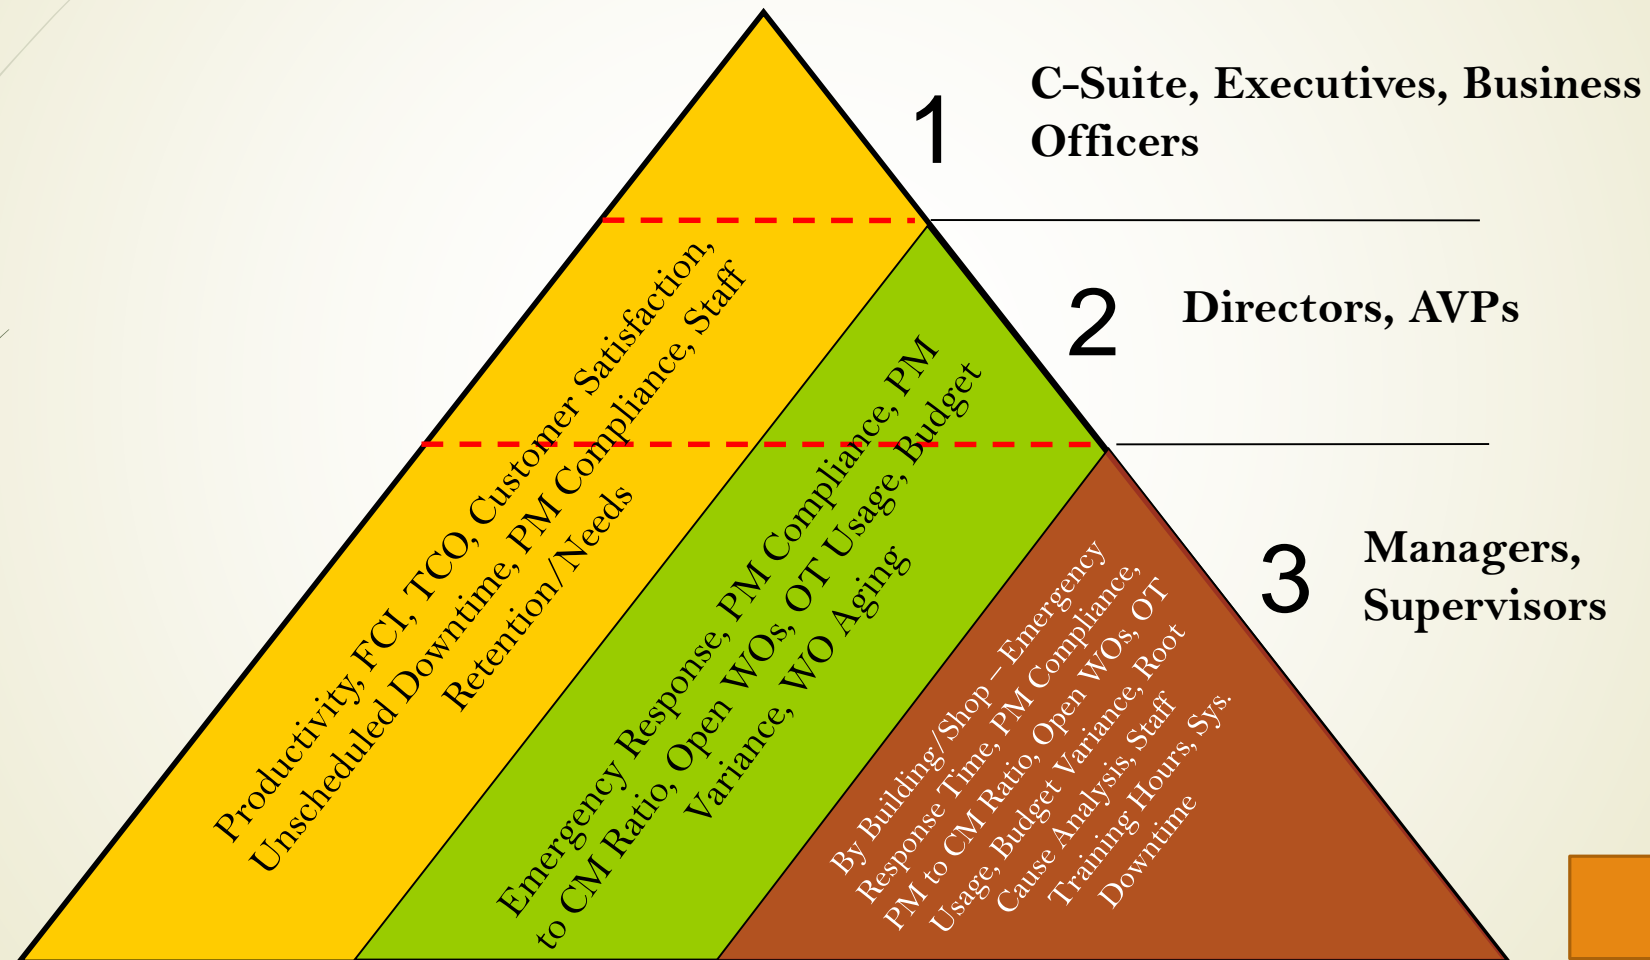 1
C-Suite, Executives, Business
Officers
2
Directors, AVPs
3
Managers,
Supervisors
Productivity, FCI, TCO, Customer Satisfaction,
Unscheduled Downtime, PM Compliance, Staff
Retention/Needs
Emergency Response, PM Compliance, PM
to CM Ratio, Open WOs, OT Usage, Budget
Variance, WO Aging
By Building/Shop – Emergency
Response Time, PM Compliance,
PM to CM Ratio, Open WOs, OT
Usage, Budget Variance, Root
Cause Analysis, Staff
Training Hours, Sys.
Downtime